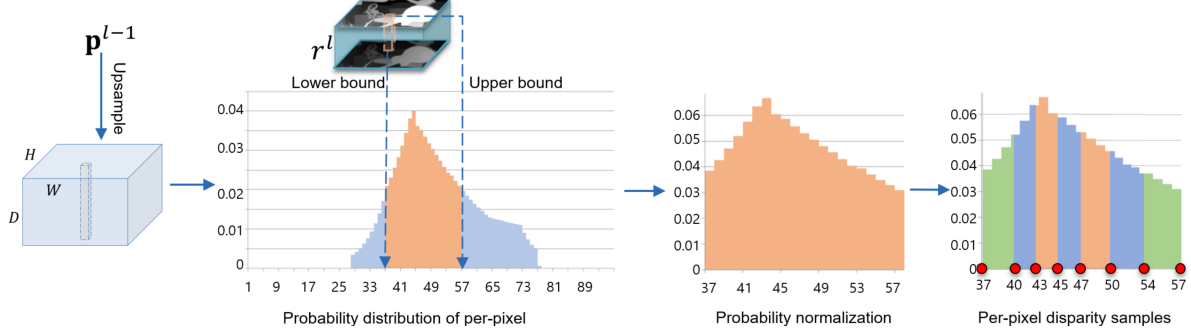 p^{l-1}
Upsample
H
W
D
r^l
Lower bound
Upper bound
0.04
0.03
0.02
0.01
0
1 9 17 25 33 41 49 57 65 73 81 89
Probability distribution of per-pixel
0.06
0.05
0.04
0.03
0.02
0.01
0
37 41 45 49 53 57
Probability normalization
0.06
0.05
0.04
0.03
0.02
0.01
0
37 40 43 45 47 50 54 57
Per-pixel disparity samples